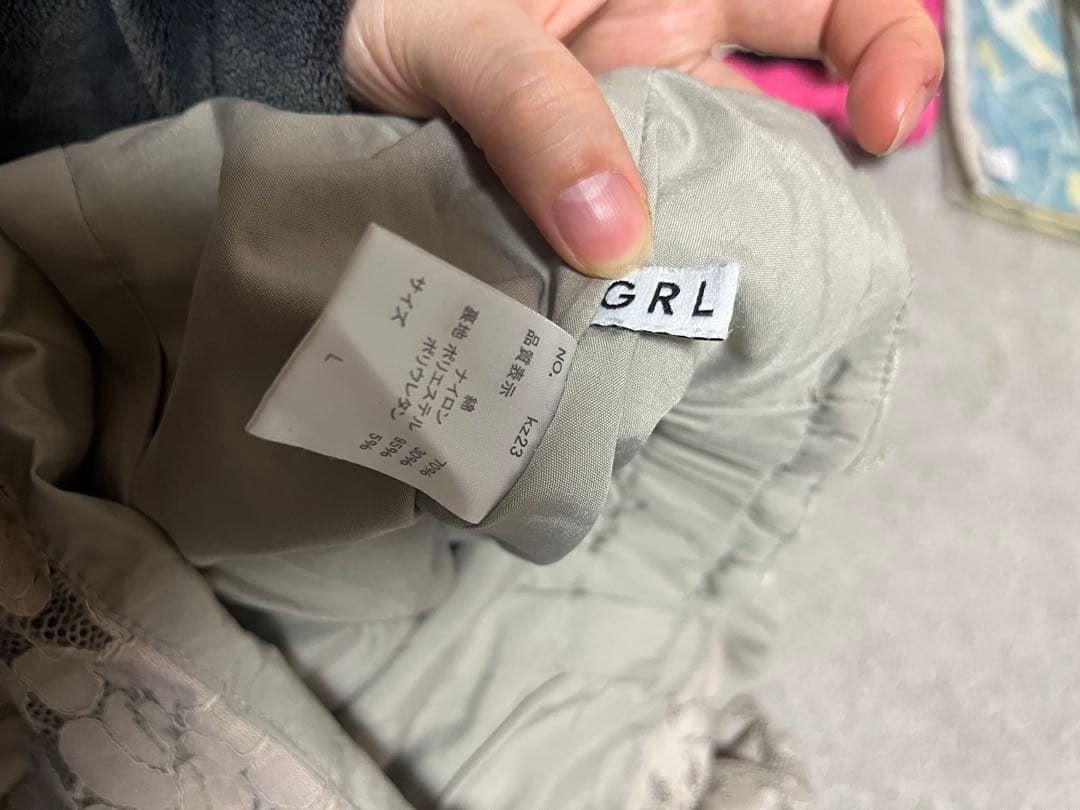 GRL
NO. kz23
品質表示
綿 70%
ナイロン 30%
裏地 ポリエステル 95%
ポリウレタン 5%
サイズ
L